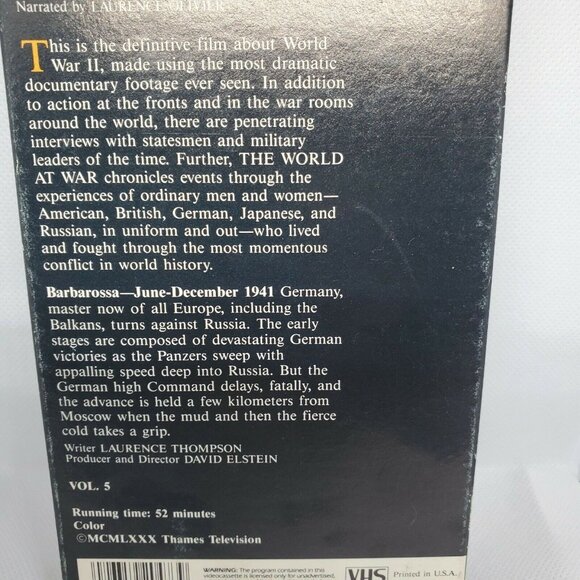 Narrated by LAURENCE OLIVIER
This is the definitive film about World
War II, made using the most dramatic
documentary footage ever seen. In addition
to action at the fronts and in the war rooms
around the world, there are penetrating
interviews with statesmen and military
leaders of the time. Further, THE WORLD
AT WAR chronicles events through the
experiences of ordinary men and women—
American, British, German, Japanese, and
Russian, in uniform and out—who lived
and fought through the most momentous
conflict in world history.
Barbarossa—June-December 1941 Germany,
master now of all Europe, including the
Balkans, turns against Russia. The early
stages are composed of devastating German
victories as the Panzers sweep with
appalling speed deep into Russia. But the
German high Command delays, fatally, and
the advance is held a few kilometers from
Moscow when the mud and then the fierce
cold takes a grip.
Writer LAURENCE THOMPSON
Producer and Director DAVID ELSTEIN
VOL. 5
Running time: 52 minutes
Color
©MCMLXXX Thames Television
WARNING: The program contained in this
videocassette is licensed only for unadvertised,
VHS
Printed in U.S.A.